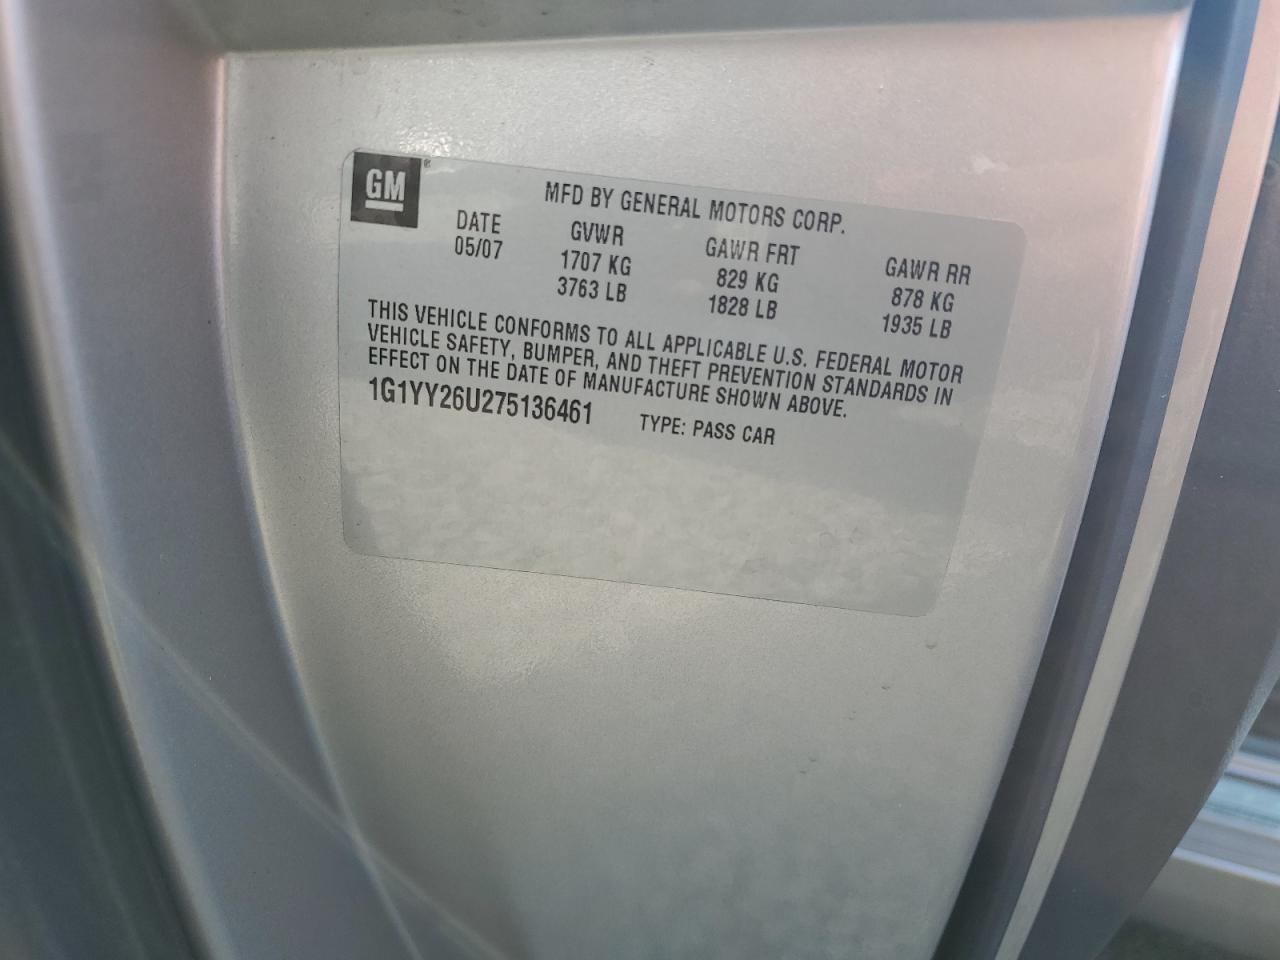 GM®
MFD BY GENERAL MOTORS CORP.
DATE GVWR GAWR FRT GAWR RR
05/07 1707 KG 829 KG 878 KG
3763 LB 1828 LB 1935 LB
THIS VEHICLE CONFORMS TO ALL APPLICABLE U.S. FEDERAL MOTOR
VEHICLE SAFETY, BUMPER, AND THEFT PREVENTION STANDARDS IN
EFFECT ON THE DATE OF MANUFACTURE SHOWN ABOVE.
1G1YY26U275136461 TYPE: PASS CAR